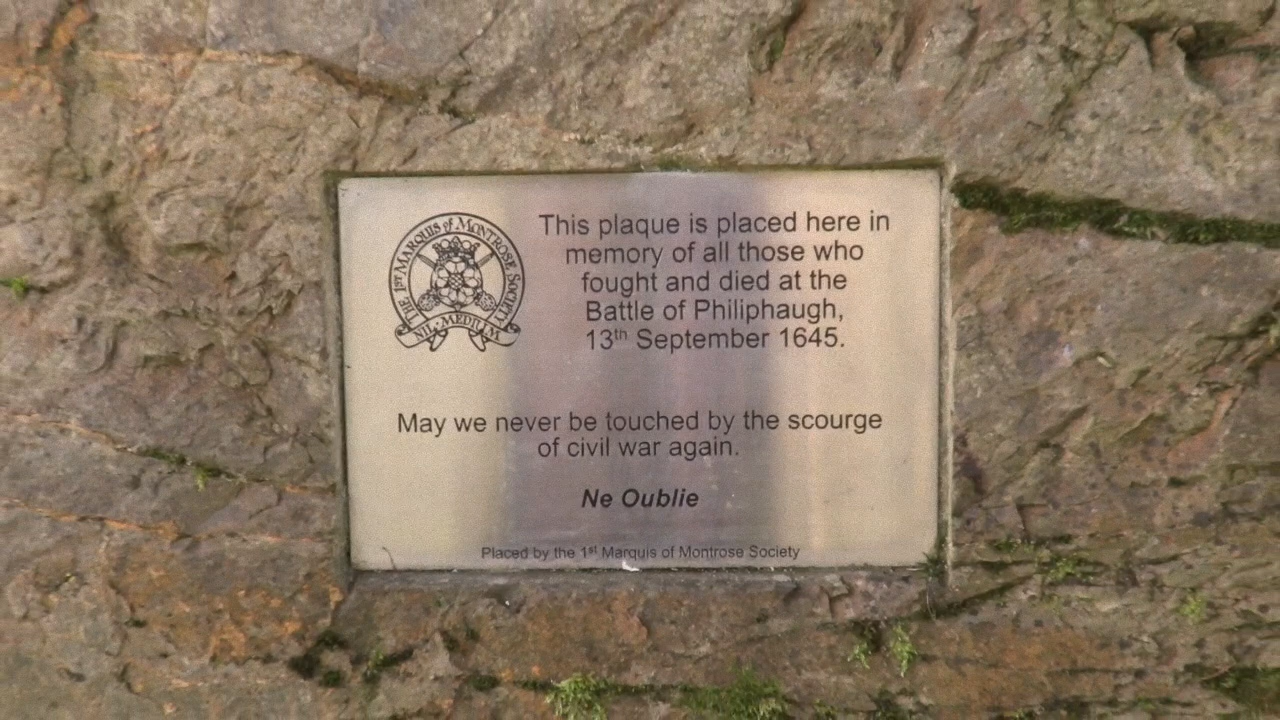 THE 1ST MARQUIS of MONTROSE SOCIETY
NIL MEDIUM
This plaque is placed here in
memory of all those who
fought and died at the
Battle of Philiphaugh,
13th September 1645.
May we never be touched by the scourge
of civil war again.
Ne Oublie
Placed by the 1st Marquis of Montrose Society